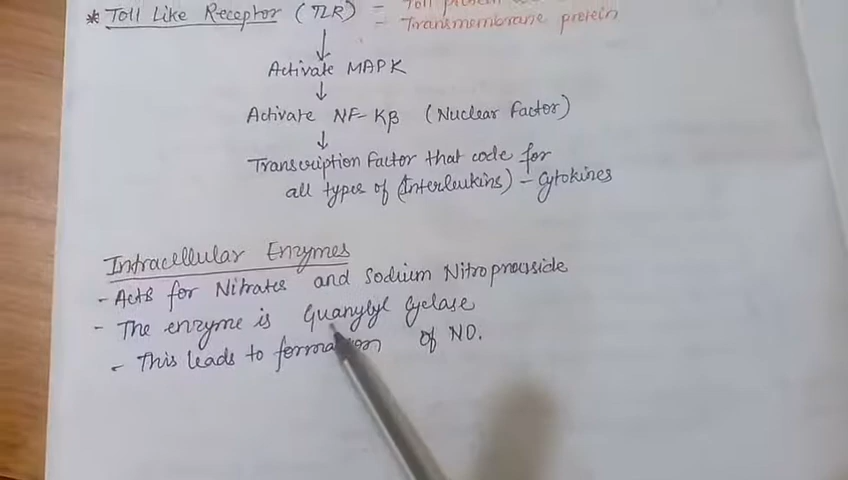 * Toll Like Receptor (TLR) = Toll protein
= Transmembrane protein
Activate MAPK
Activate NF-Kβ (Nuclear Factor)
Transcription Factor that code for
all types of (Interleukins) - Cytokines
Intracellular Enzymes
- Acts for Nitrates and Sodium Nitroprusside
- The enzyme is Guanylyl Cyclase
- This leads to formation of NO.